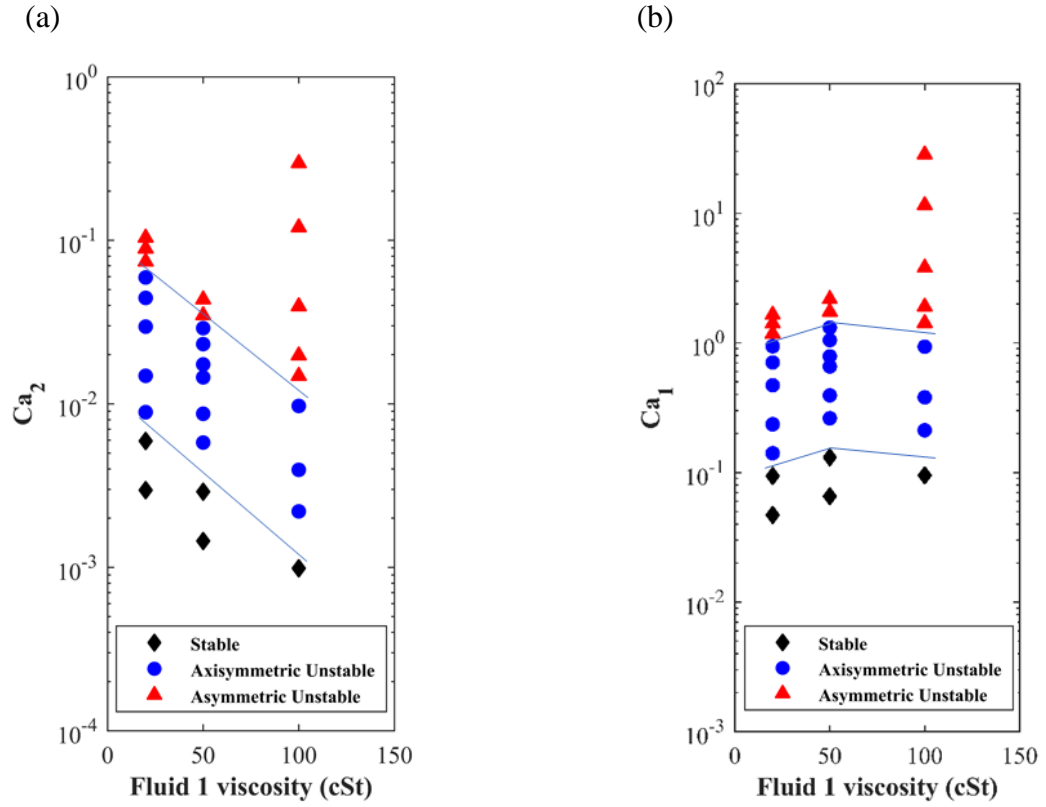 (a)
(b)
10^0
10^-1
10^-2
10^-3
10^-4
Ca_2
Stable
Axisymmetric Unstable
Asymmetric Unstable
0 50 100 150
Fluid 1 viscosity (cSt)
10^2
10^1
10^0
10^-1
10^-2
10^-3
Ca_1
Stable
Axisymmetric Unstable
Asymmetric Unstable
0 50 100 150
Fluid 1 viscosity (cSt)